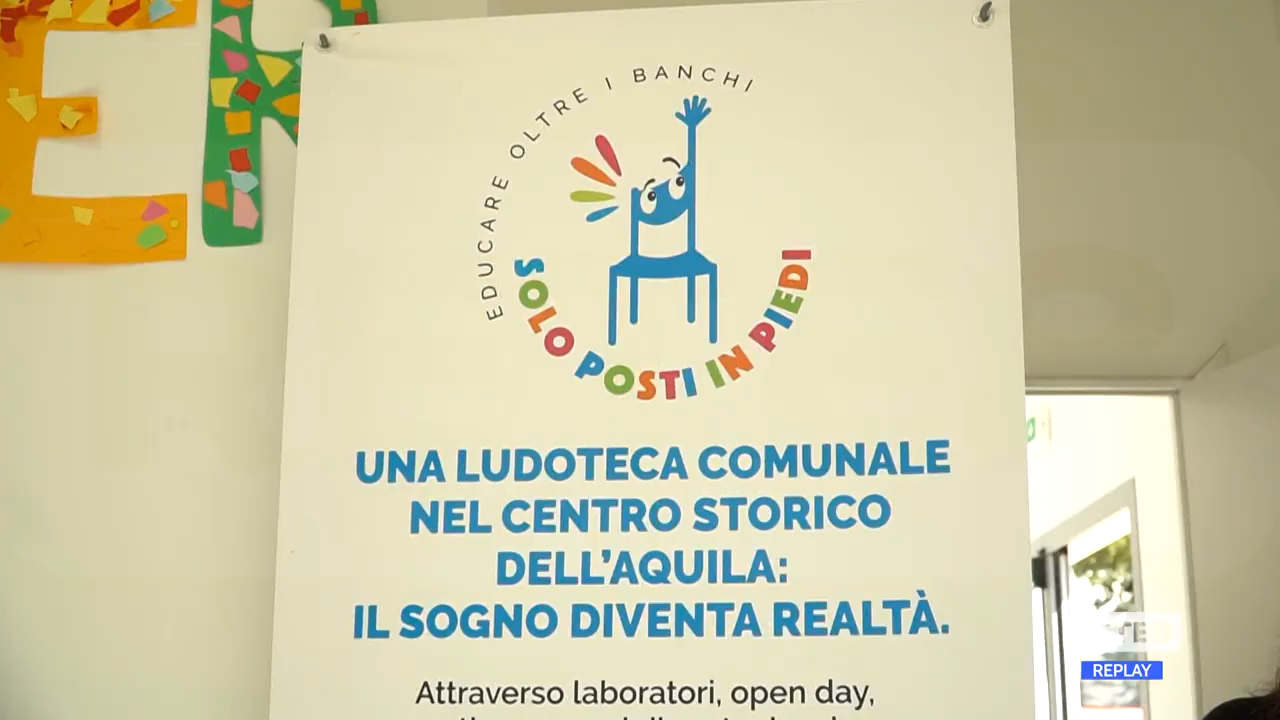 ER
EDUCARE OLTRE I BANCHI
SOLO POSTI IN PIEDI
UNA LUDOTECA COMUNALE
NEL CENTRO STORICO
DELL'AQUILA:
IL SOGNO DIVENTA REALTÀ.
Attraverso laboratori, open day,
REPLAY